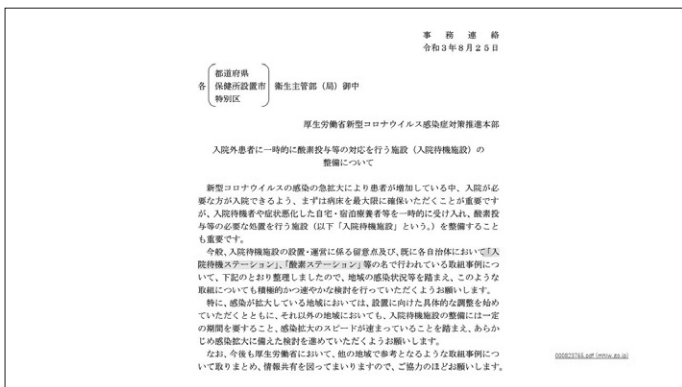 事務連絡
令和3年8月25日
都道府県
各 保健所設置市 衛生主管部（局）御中
特別区
厚生労働省新型コロナウイルス感染症対策推進本部
入院外患者に一時的に酸素投与等の対応を行う施設（入院待機施設）の
整備について
新型コロナウイルスの感染の急拡大により患者が増加している中、入院が必
要な方が入院できるよう、まずは病床を最大限に確保いただくことが重要です
が、入院待機者や症状悪化した自宅・宿泊療養者等を一時的に受け入れ、酸素投
与等の必要な処置を行う施設（以下「入院待機施設」という。）を整備すること
も重要です。
今般、入院待機施設の設置・運営に係る留意点及び、既に各自治体において「入
院待機ステーション」、「酸素ステーション」等の名で行われている取組事例につ
いて、下記のとおり整理しましたので、地域の感染状況等を踏まえ、このような
取組についても積極的かつ速やかな検討を行っていただくようお願いします。
特に、感染が拡大している地域においては、設置に向けた具体的な調整を始め
ていただくとともに、それ以外の地域においても、入院待機施設の整備には一定
の期間を要すること、感染拡大のスピードが速まっていることを踏まえ、あらか
じめ感染拡大に備えた検討を進めていただくようお願いします。
なお、今後も厚生労働省において、他の地域で参考となるような取組事例につ
いて取りまとめ、情報共有を図ってまいりますので、ご協力のほどお願いします。
000823765.pdf (mhlw.go.jp)